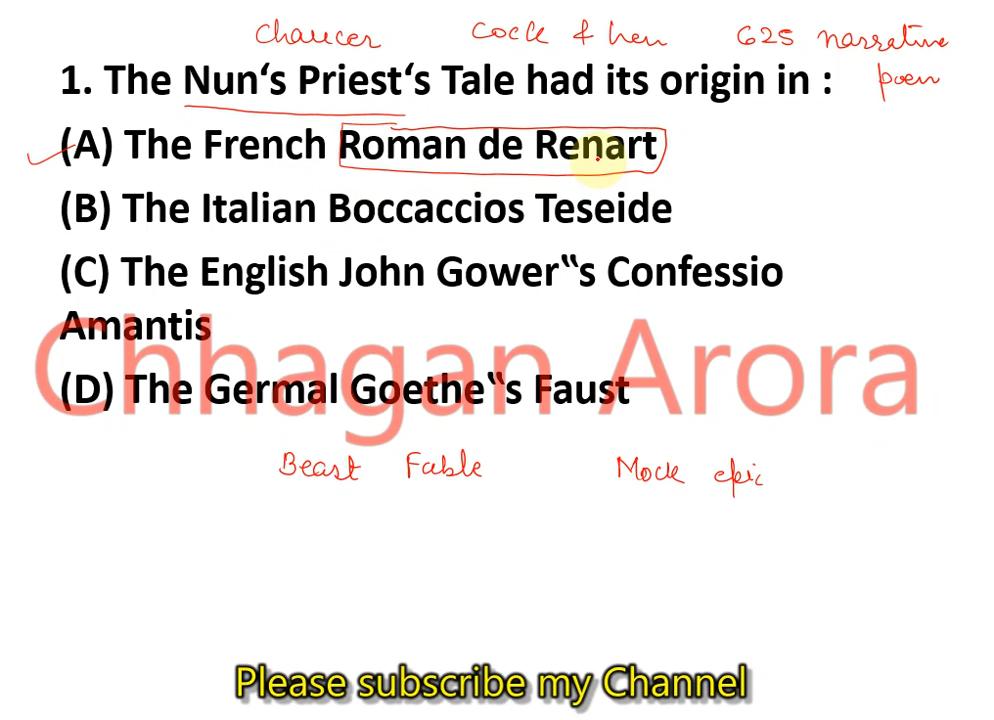 Chaucer Cock & hen 625 narrative
poem
1. The Nun‘s Priest‘s Tale had its origin in :
(A) The French Roman de Renart
(B) The Italian Boccaccios Teseide
(C) The English John Gower‟s Confessio
Amantis
Chhagan Arora
(D) The Germal Goethe‟s Faust
Beast Fable Mock epic
Please subscribe my Channel